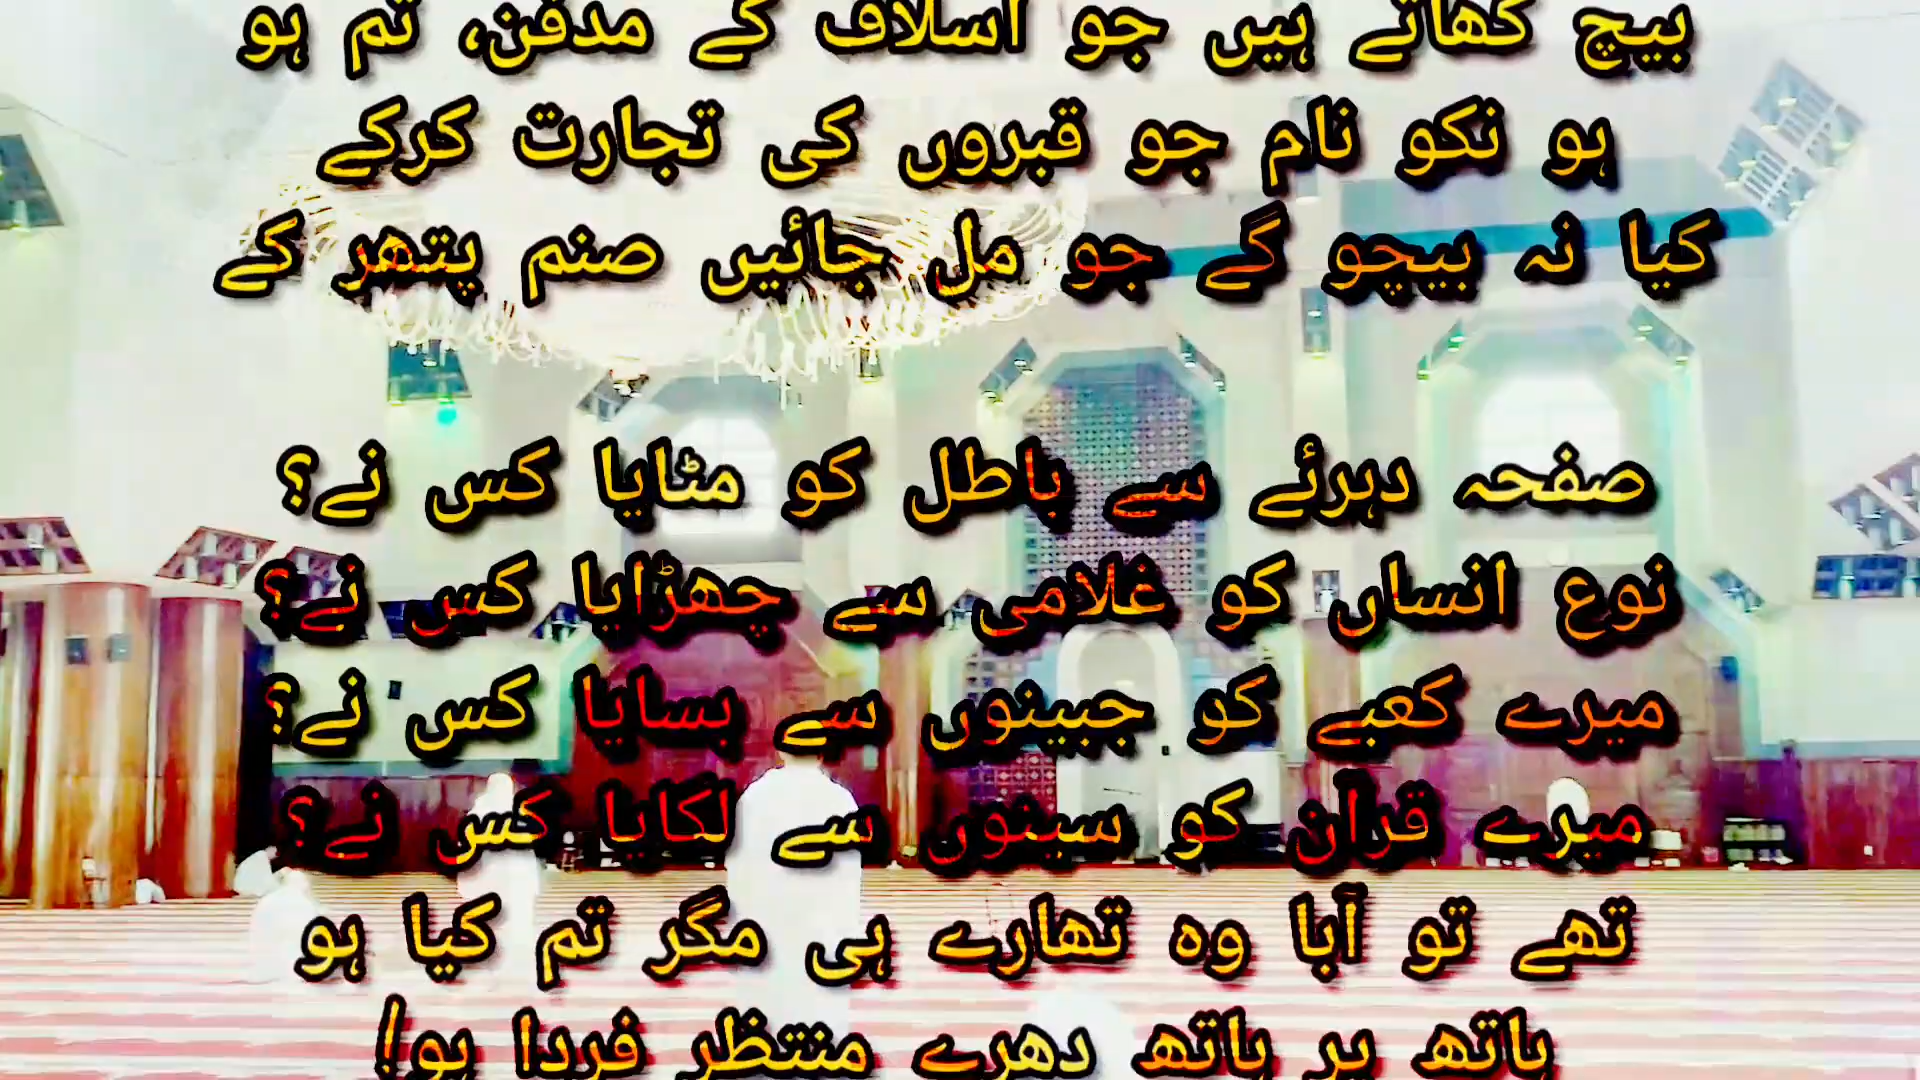 بیچ کھاتے ہیں جو اسلاف کے مدفن، تم ہو
ہو نکو نام جو قبروں کی تجارت کرکے
کیا نہ بیچو گے جو مل جائیں صنم پتھر کے
صفحہ دہرئے سے باطل کو مٹایا کس نے؟
نوع انساں کو غلامی سے چھڑایا کس نے؟
میرے کعبے کو جبینوں سے بسایا کس نے؟
میرے قرآن کو سینوں سے لکایا کس نے؟
تھے تو آبا وہ تھارے ہی مگر تم کیا ہو
ہاتھ پر ہاتھ دھرے منتظر فردا ہو!